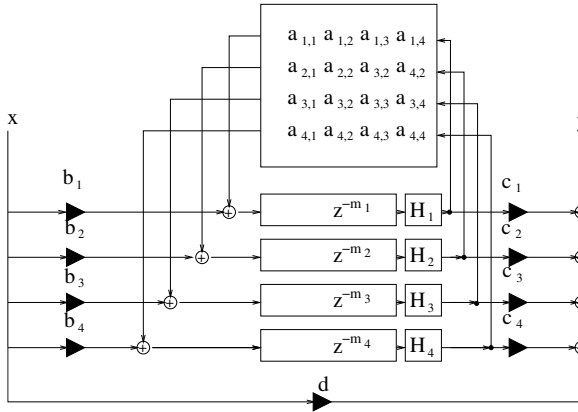 a 1,1 a 1,2 a 1,3 a 1,4
a 2,1 a 2,2 a 3,2 a 4,2
a 3,1 a 3,2 a 3,3 a 3,4
a 4,1 a 4,2 a 4,3 a 4,4
x
b 1
z -m 1
H 1
c 1
b 2
z -m 2
H 2
c 2
b 3
z -m 3
H 3
c 3
b 4
z -m 4
H 4
c 4
d